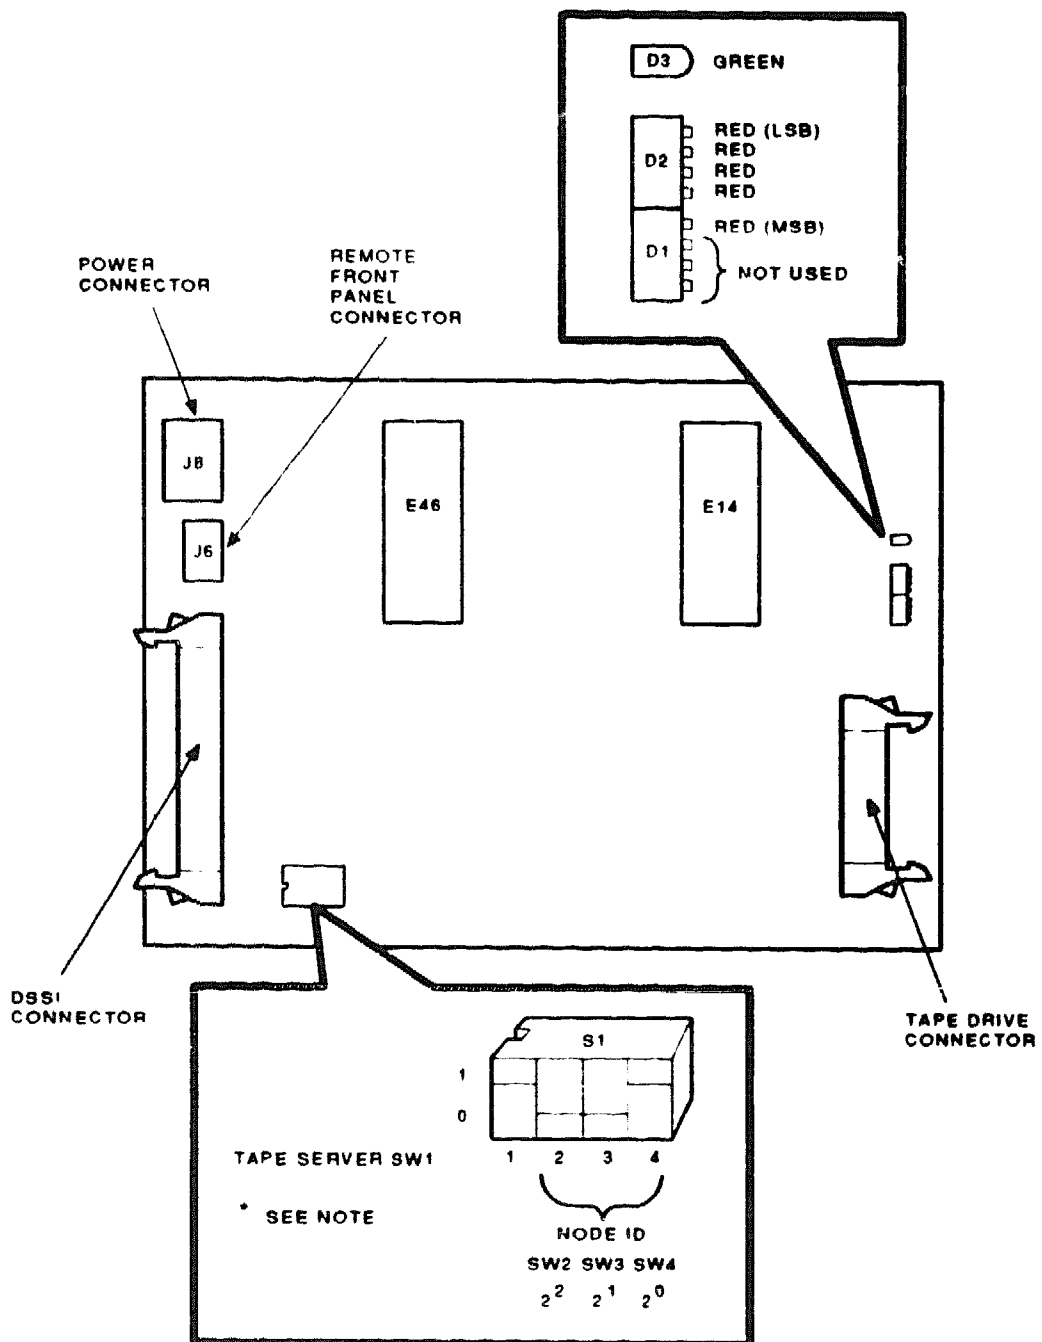 D3 GREEN
RED (LSB)
RED
D2 RED
RED
RED (MSB)
D1
NOT USED
POWER
CONNECTOR
REMOTE
FRONT
PANEL
CONNECTOR
J8
E46
E14
J6
DSSI
CONNECTOR
TAPE DRIVE
CONNECTOR
S1
1
0
TAPE SERVER SW1
1 2 3 4
* SEE NOTE
NODE ID
SW2 SW3 SW4
2² 2¹ 2⁰